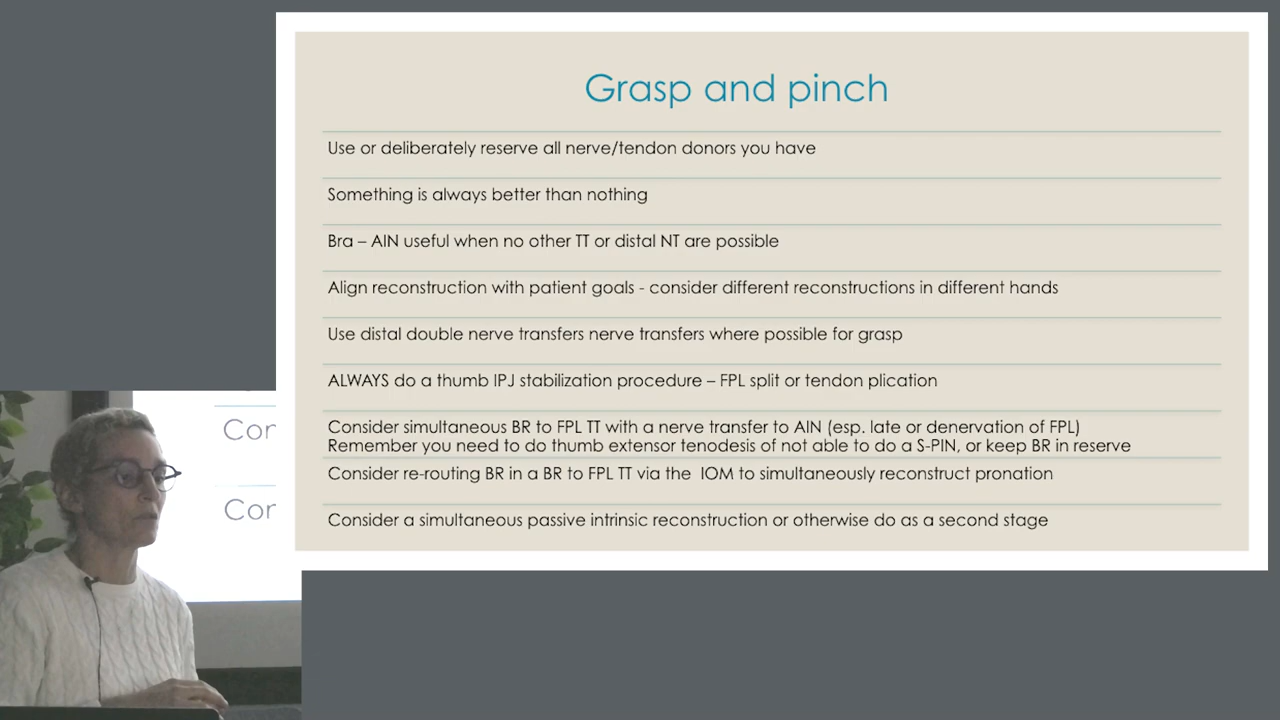 Grasp and pinch
Use or deliberately reserve all nerve/tendon donors you have
Something is always better than nothing
Bra – AIN useful when no other TT or distal NT are possible
Align reconstruction with patient goals - consider different reconstructions in different hands
Use distal double nerve transfers nerve transfers where possible for grasp
ALWAYS do a thumb IPJ stabilization procedure – FPL split or tendon plication
Consider simultaneous BR to FPL TT with a nerve transfer to AIN (esp. late or denervation of FPL)
Remember you need to do thumb extensor tenodesis of not able to do a S-PIN, or keep BR in reserve
Consider re-routing BR in a BR to FPL TT via the IOM to simultaneously reconstruct pronation
Consider a simultaneous passive intrinsic reconstruction or otherwise do as a second stage
Cor
Cor